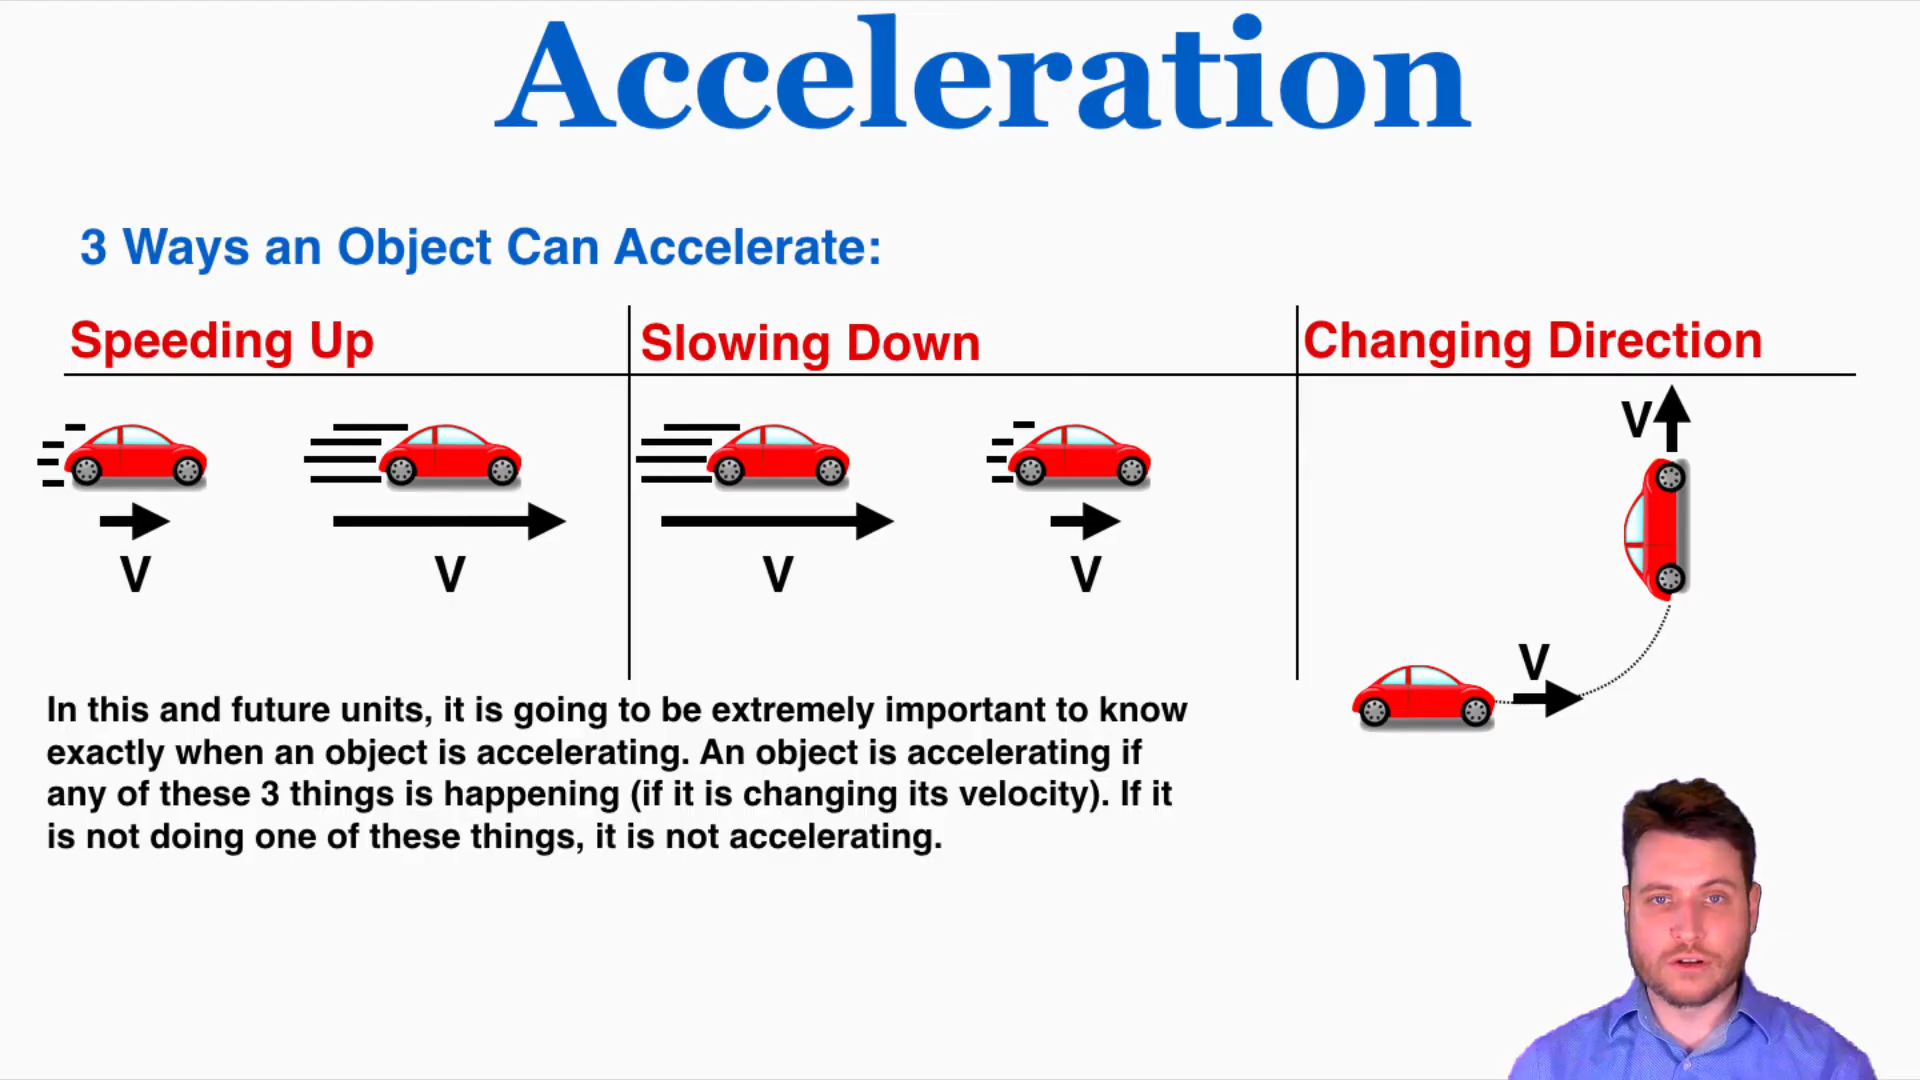 Acceleration
3 Ways an Object Can Accelerate:
Speeding Up
Slowing Down
Changing Direction
V
V
V
V
V
V
In this and future units, it is going to be extremely important to know
exactly when an object is accelerating. An object is accelerating if
any of these 3 things is happening (if it is changing its velocity). If it
is not doing one of these things, it is not accelerating.